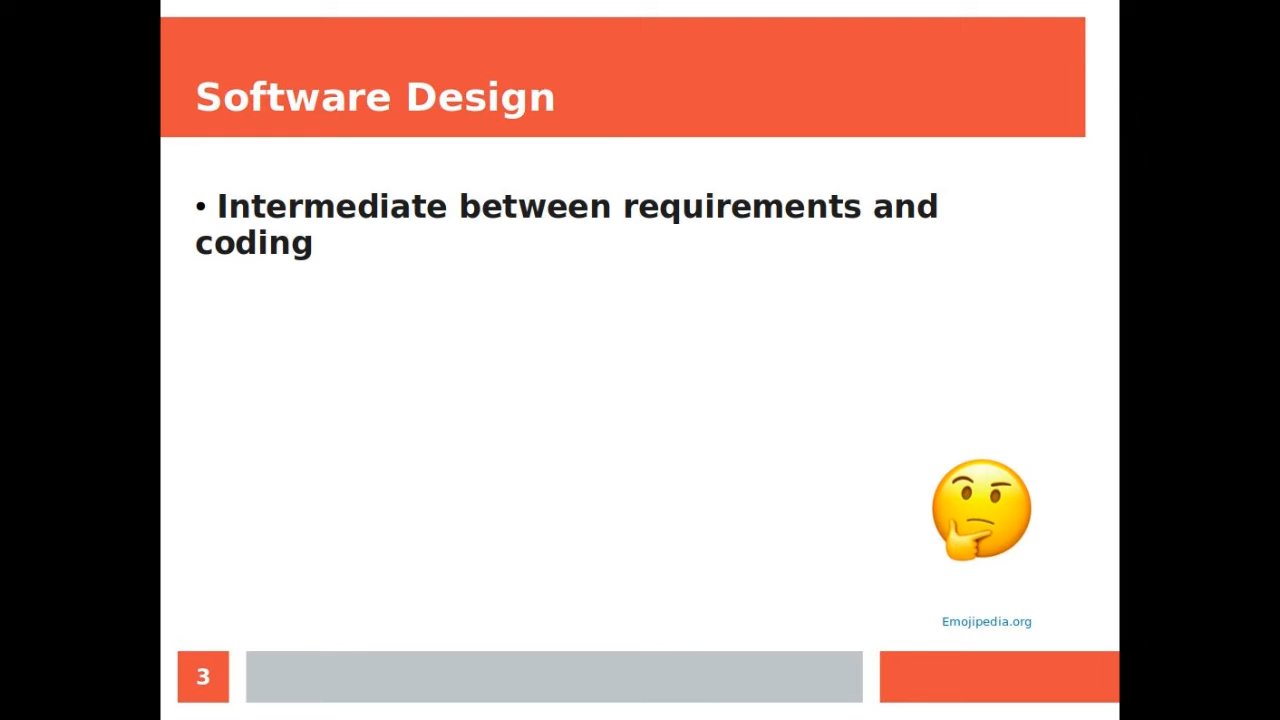 Software Design
• Intermediate between requirements and
coding
Emojipedia.org
3